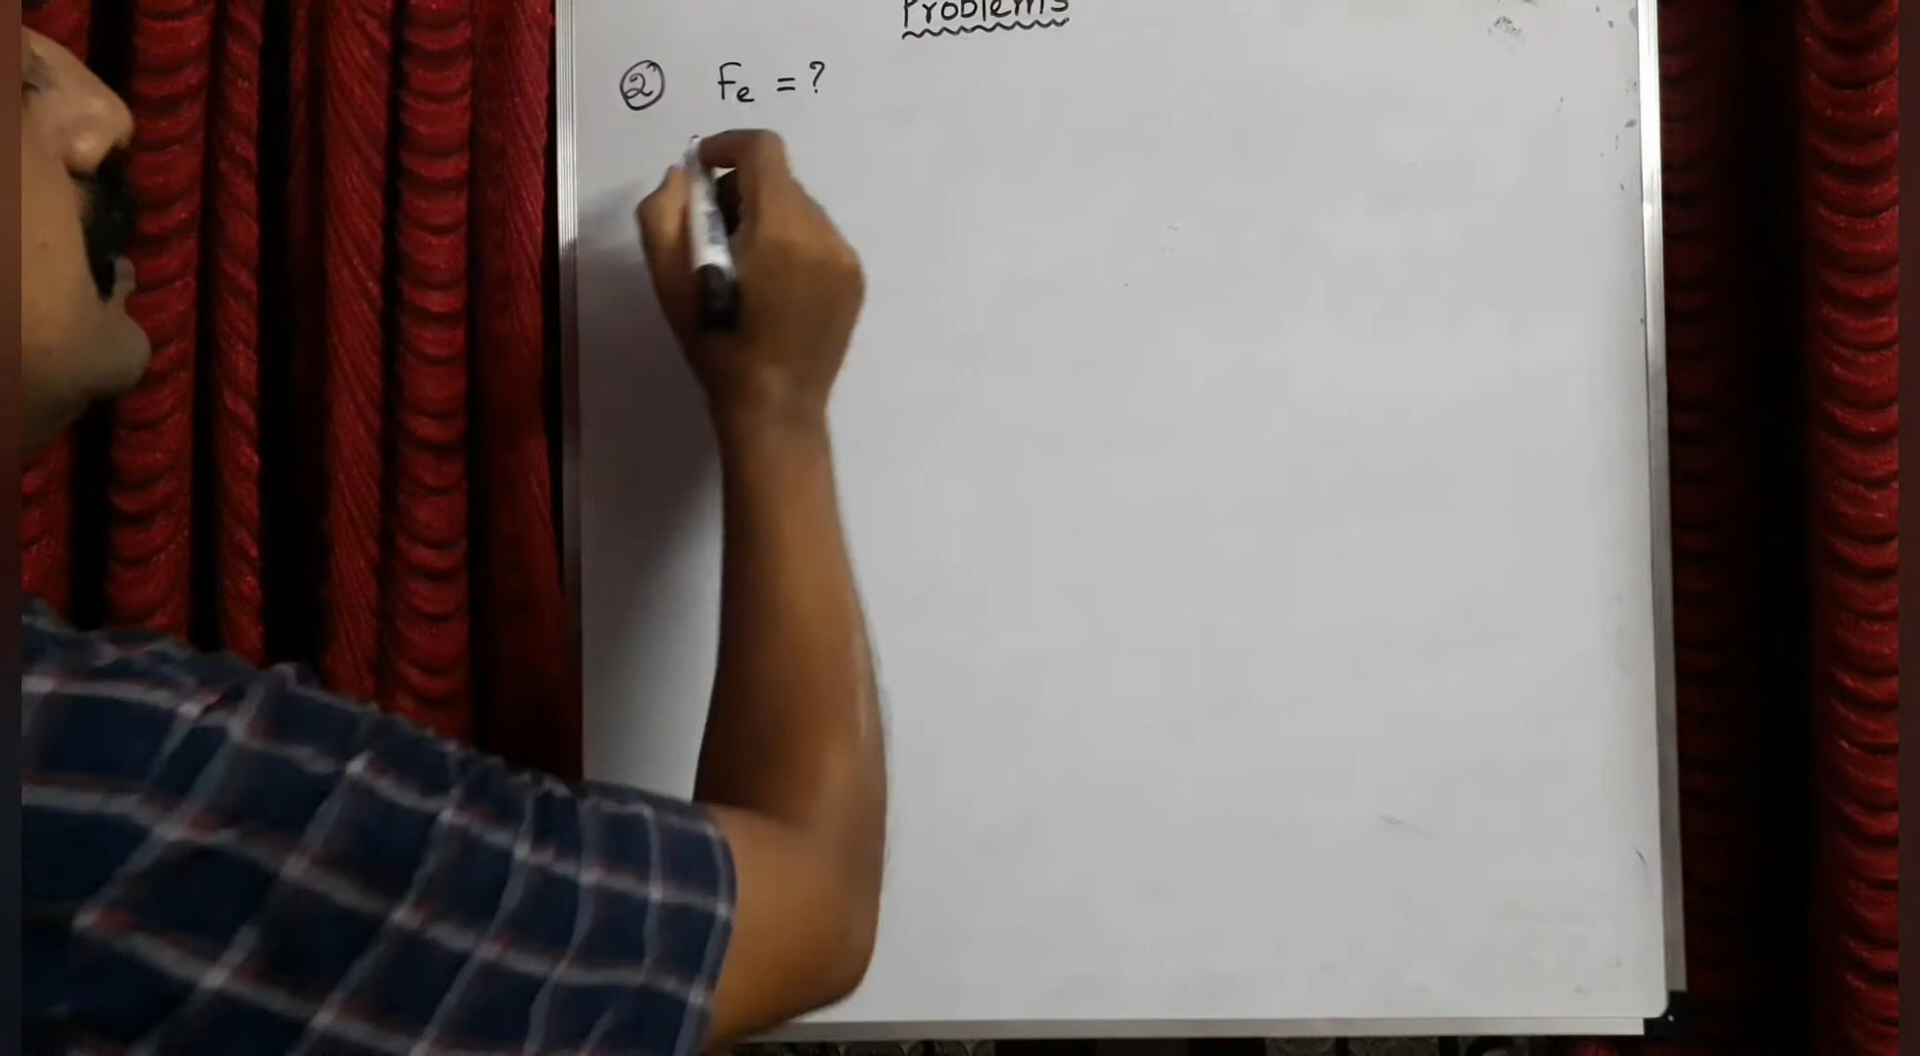 Problems
② Fe = ?